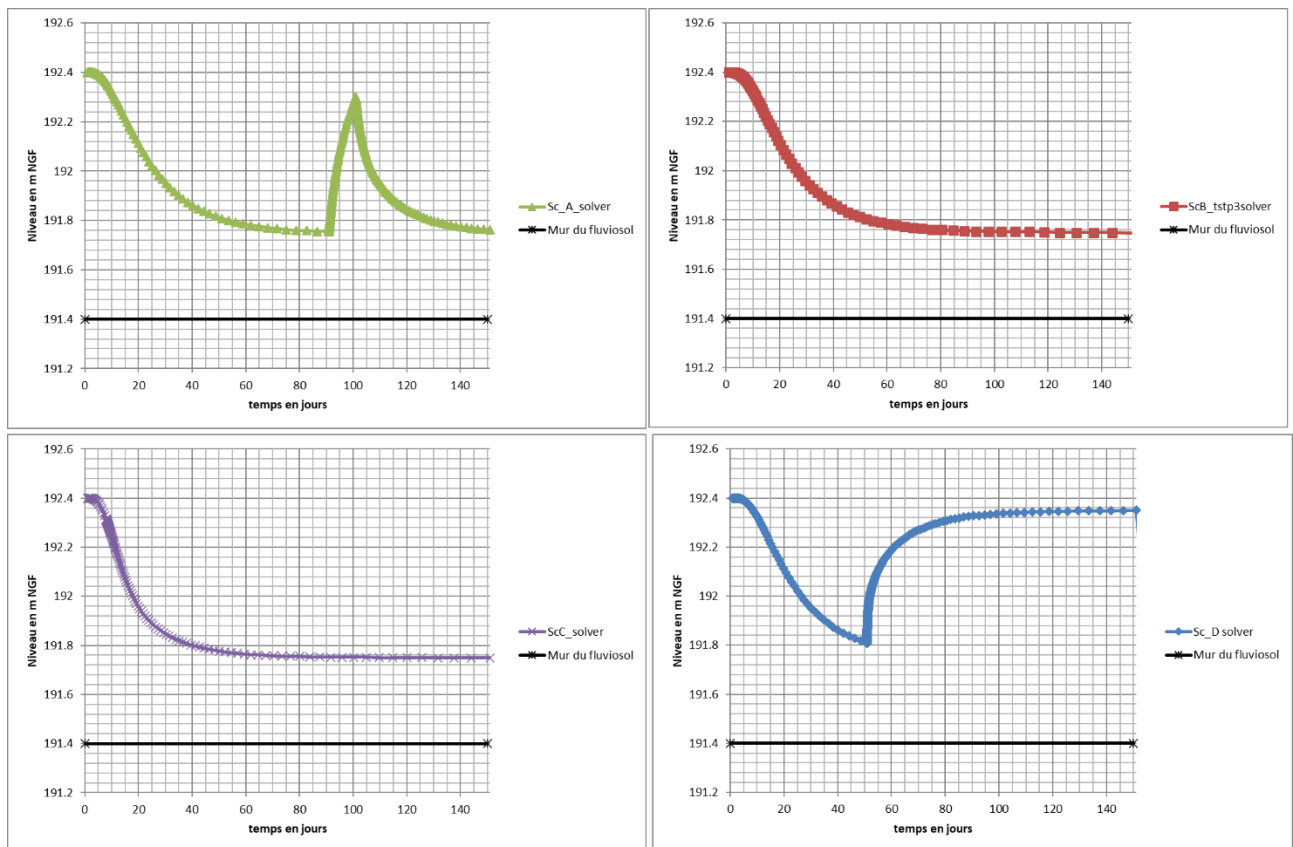 192.6
192.4
192.2
192
191.8
191.6
191.4
191.2
Niveau en m NGF
0 20 40 60 80 100 120 140
temps en jours
Sc_A_solver
Mur du fluviosol
192.6
192.4
192.2
192
191.8
191.6
191.4
191.2
Niveau en m NGF
0 20 40 60 80 100 120 140
temps en jours
ScB_tstp3solver
Mur du fluviosol
192.6
192.4
192.2
192
191.8
191.6
191.4
191.2
Niveau en m NGF
0 20 40 60 80 100 120 140
temps en jours
ScC_solver
Mur du fluviosol
192.6
192.4
192.2
192
191.8
191.6
191.4
191.2
Niveau en m NGF
0 20 40 60 80 100 120 140
temps en jours
Sc_D solver
Mur du fluviosol